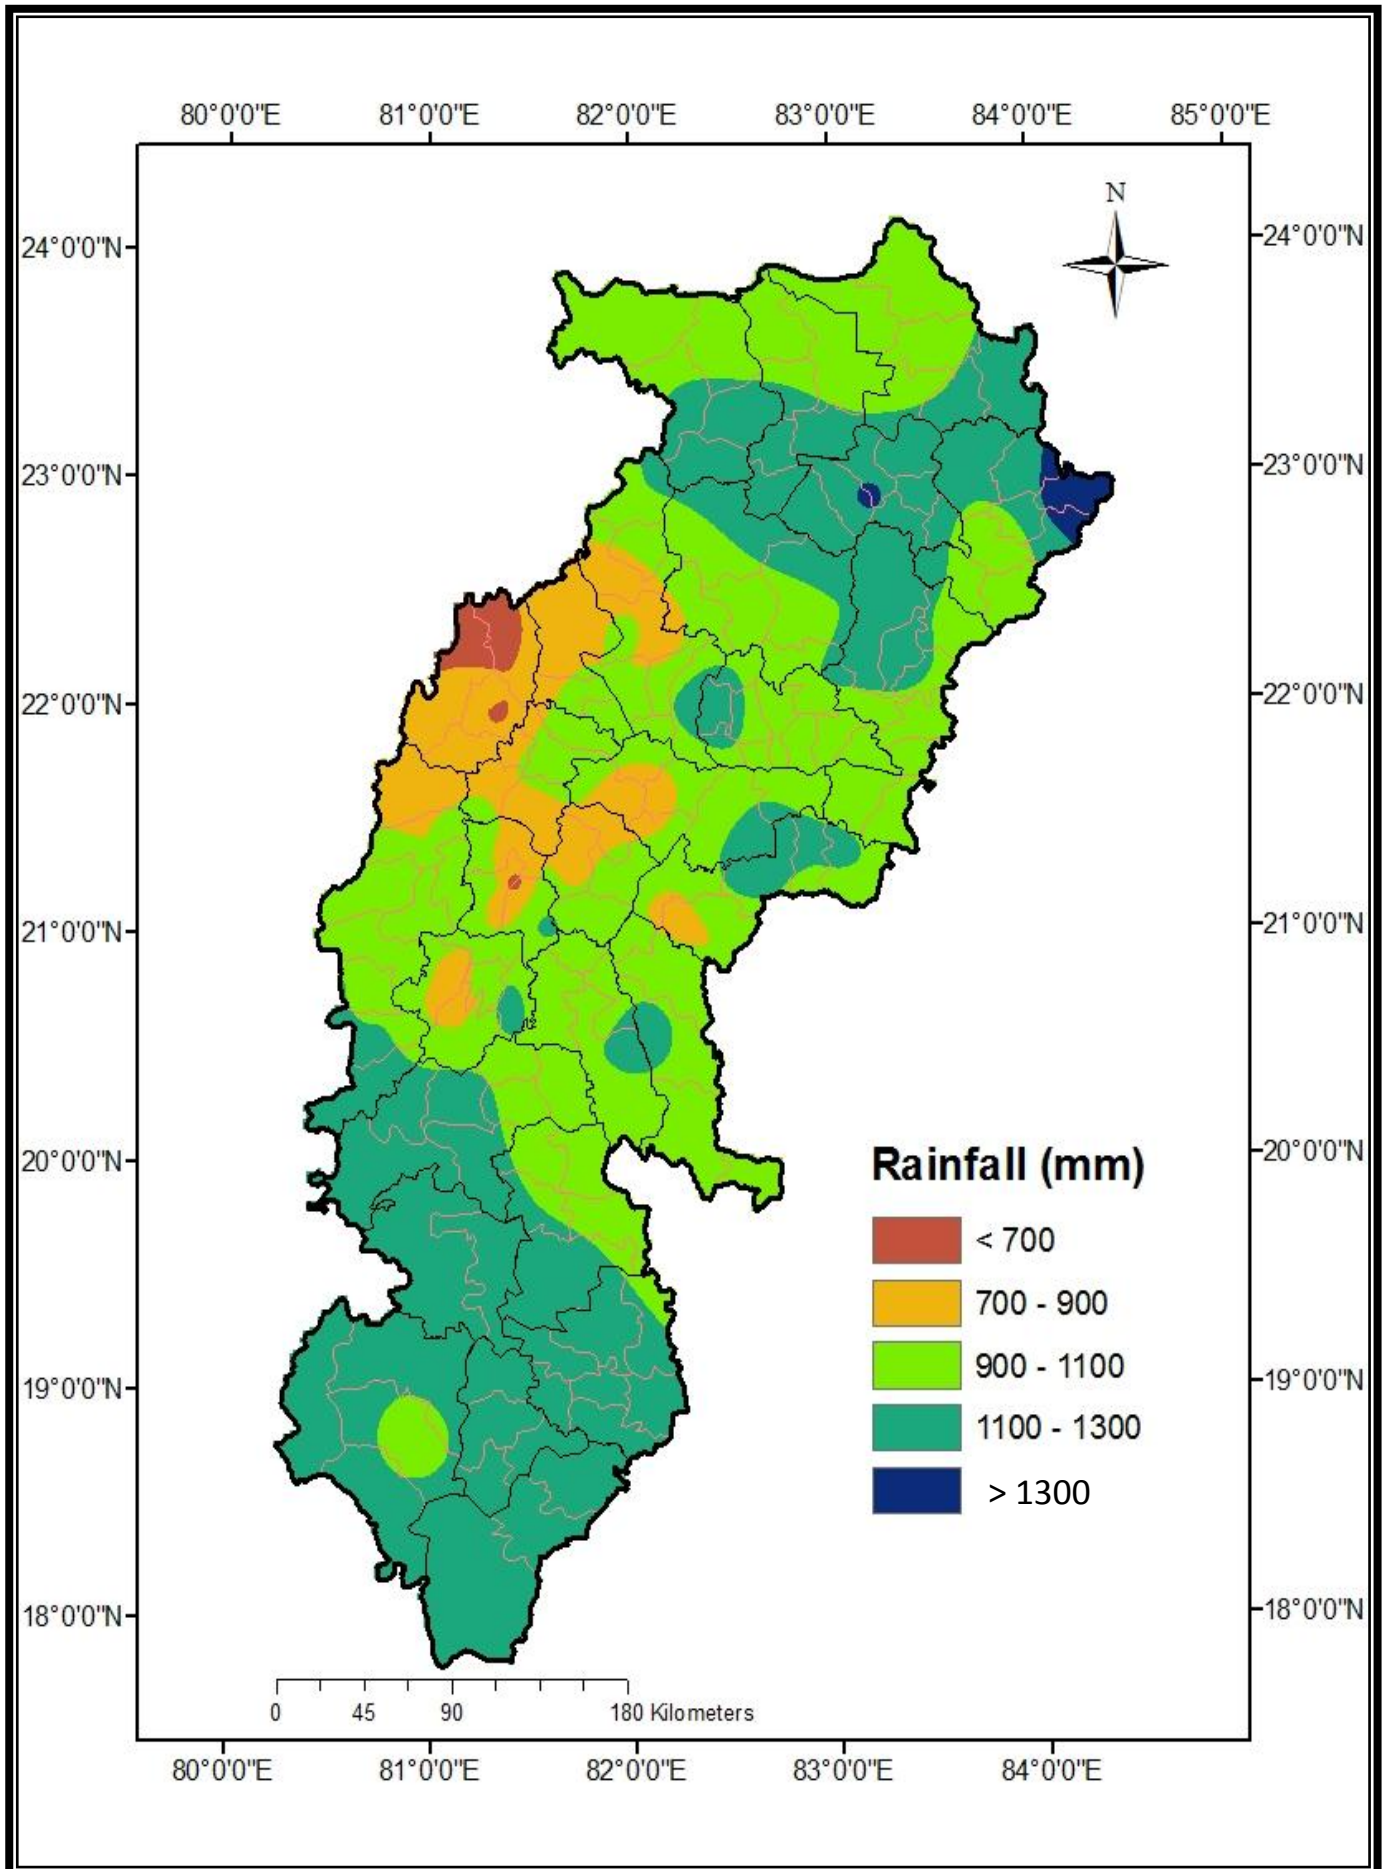 80°0'0"E 81°0'0"E 82°0'0"E 83°0'0"E 84°0'0"E 85°0'0"E
N
24°0'0"N 24°0'0"N
23°0'0"N 23°0'0"N
22°0'0"N 22°0'0"N
21°0'0"N 21°0'0"N
20°0'0"N 20°0'0"N
Rainfall (mm)
< 700
700 - 900
900 - 1100
1100 - 1300
> 1300
19°0'0"N 19°0'0"N
18°0'0"N 18°0'0"N
0 45 90 180 Kilometers
80°0'0"E 81°0'0"E 82°0'0"E 83°0'0"E 84°0'0"E